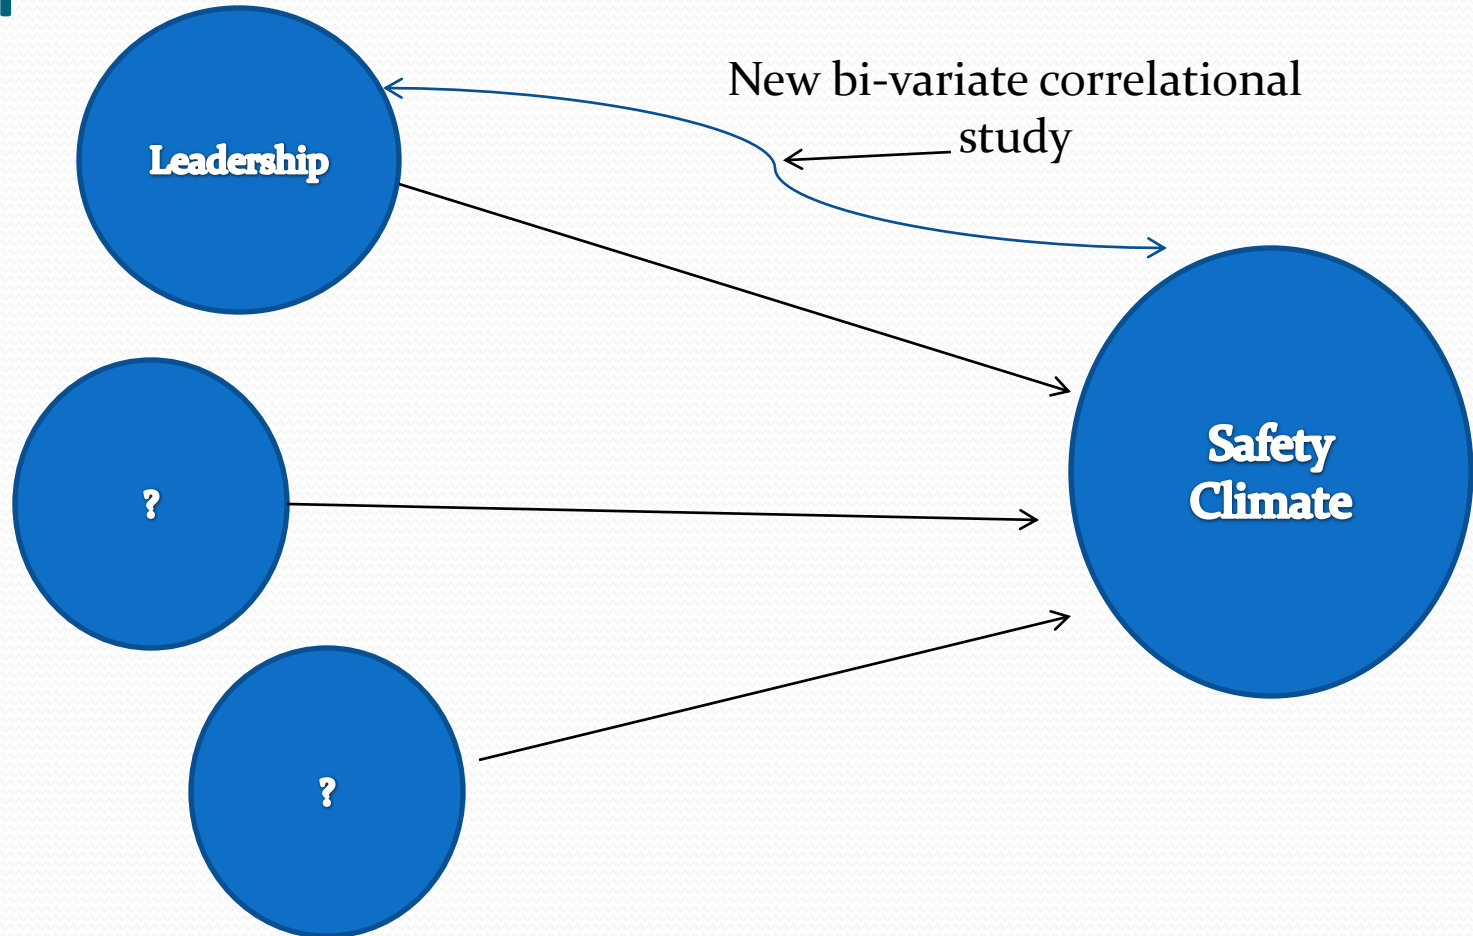 New bi-variate correlational
study
Leadership
Safety
Climate
?
?